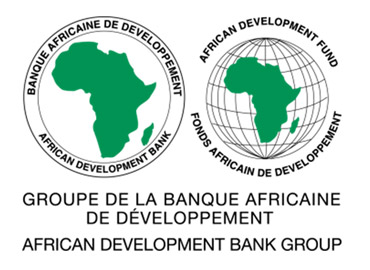 BANQUE AFRICAINE DE DEVELOPPEMENT
AFRICAN DEVELOPMENT BANK
AFRICAN DEVELOPMENT FUND
FONDS AFRICAIN DE DEVELOPPEMENT
GROUPE DE LA BANQUE AFRICAINE
DE DÉVELOPPEMENT
AFRICAN DEVELOPMENT BANK GROUP